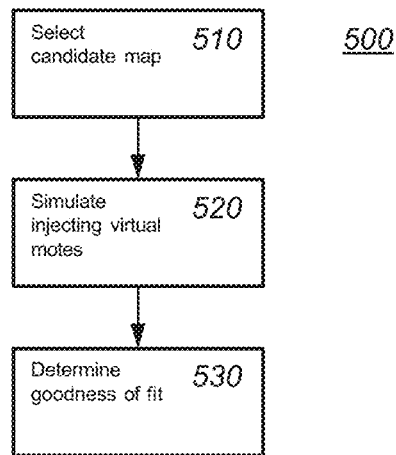 500
Select 510
candidate map
Simulate 520
injecting virtual
motes
Determine 530
goodness of fit